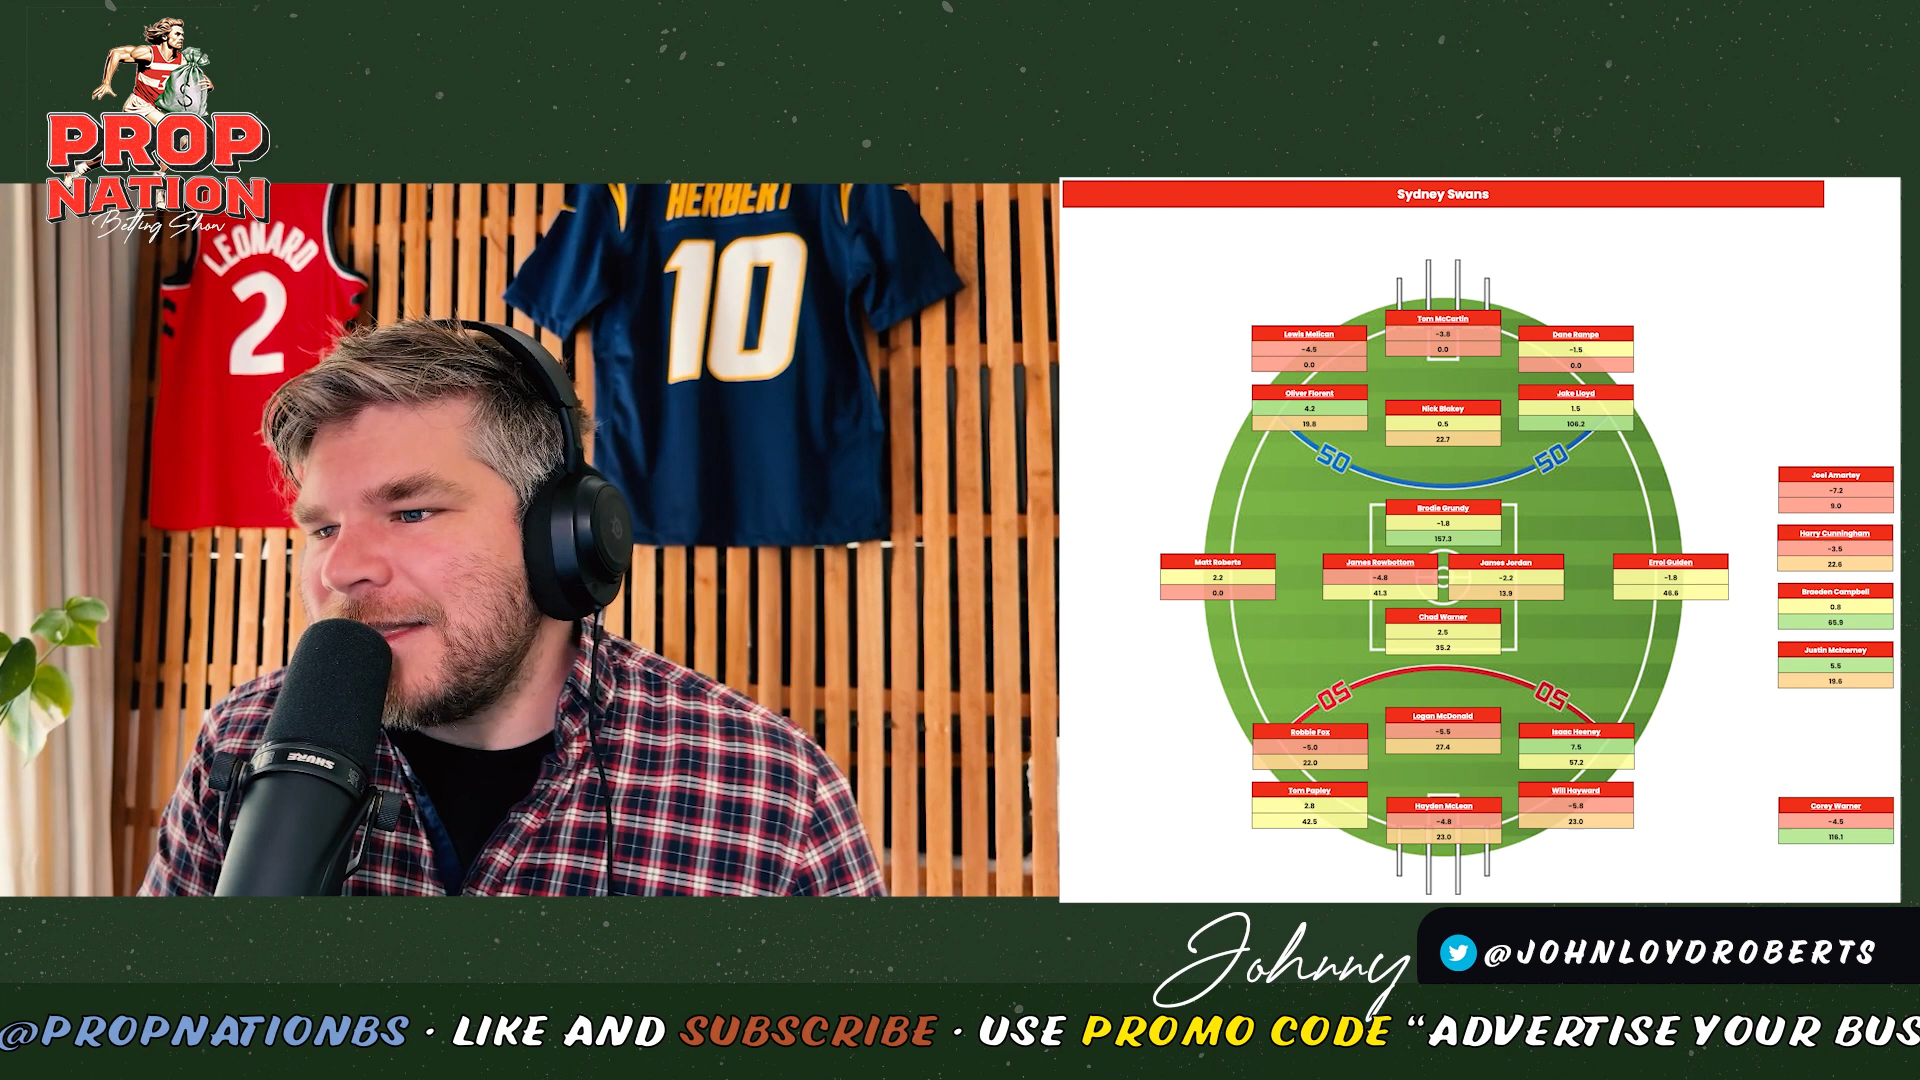 PROP
NATION
Betting Show
LEONARD
2
HERBERT
10
SHURE
Sydney Swans
Tom McCartin
-3.8
0.0
Lewis Melican
-4.5
0.0
Dane Rampe
-1.5
0.0
Oliver Florent
4.2
19.8
Nick Blakey
0.5
22.7
Jake Lloyd
1.5
106.2
50
50
Brodie Grundy
-1.8
157.3
Matt Roberts
2.2
0.0
James Rowbottom
-4.8
41.3
James Jordan
-2.2
13.9
Errol Gulden
-1.8
46.6
Chad Warner
2.5
35.2
50
50
Robbie Fox
-5.0
22.0
Logan McDonald
-5.5
27.4
Isaac Heeney
7.5
57.2
Tom Papley
2.8
42.5
Hayden McLean
-4.8
23.0
Will Hayward
-5.8
23.0
Joel Amartey
-7.2
9.0
Harry Cunningham
-3.5
22.6
Braeden Campbell
0.8
65.9
Justin McInerney
5.5
19.6
Corey Warner
-4.5
116.1
Johnny
@JOHNLOYDROBERTS
@PROPNATIONBS · LIKE AND SUBSCRIBE · USE PROMO CODE “ADVERTISE YOUR BUS